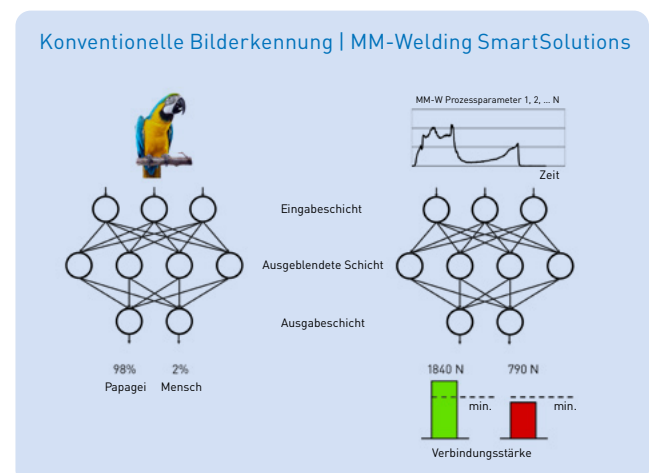 Konventionelle Bilderkennung | MM-Welding SmartSolutions
MM-W Prozessparameter 1, 2, ... N
Zeit
Eingabeschicht
Ausgeblendete Schicht
Ausgabeschicht
98% 2%
Papagei Mensch
1840 N 790 N
min. min.
Verbindungsstärke